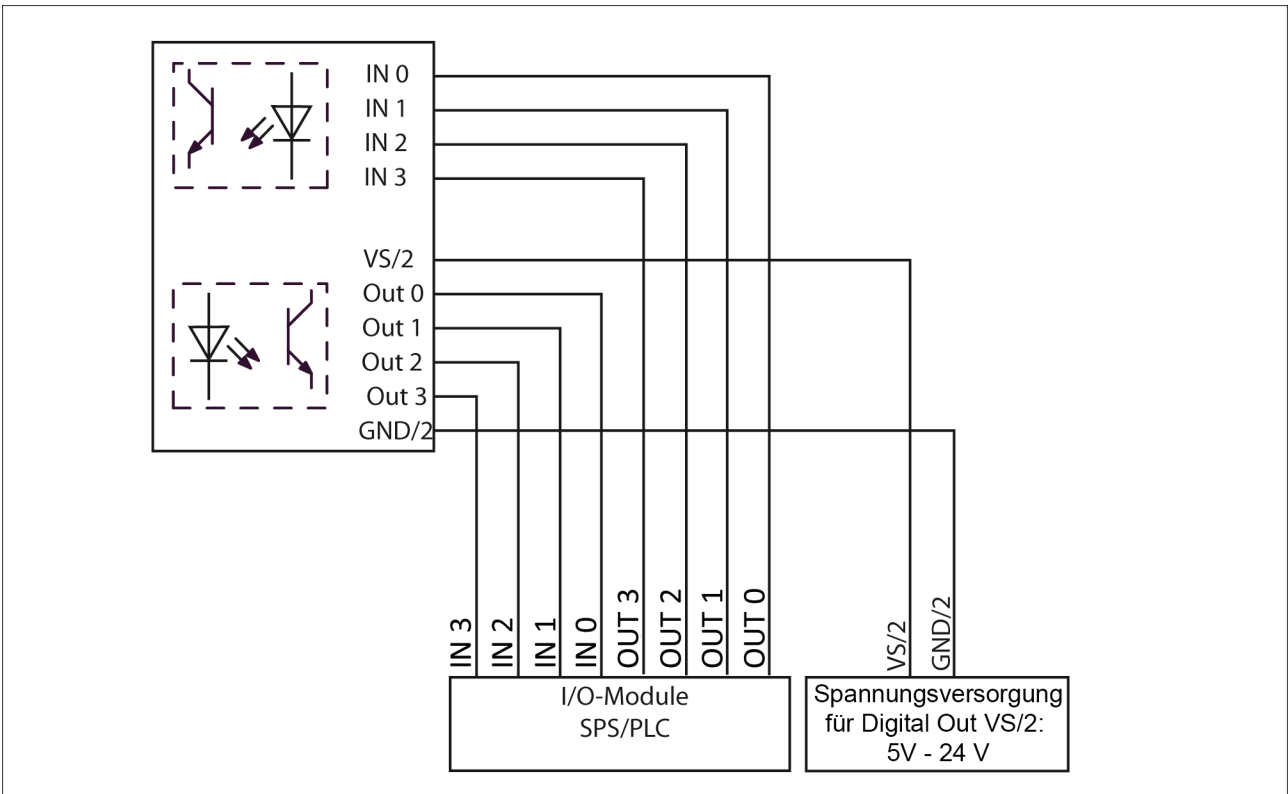 IN 0
IN 1
IN 2
IN 3
VS/2
Out 0
Out 1
Out 2
Out 3
GND/2
IN 3
IN 2
IN 1
IN 0
OUT 3
OUT 2
OUT 1
OUT 0
VS/2
GND/2
I/O-Module
SPS/PLC
Spannungsversorgung
für Digital Out VS/2:
5V - 24 V